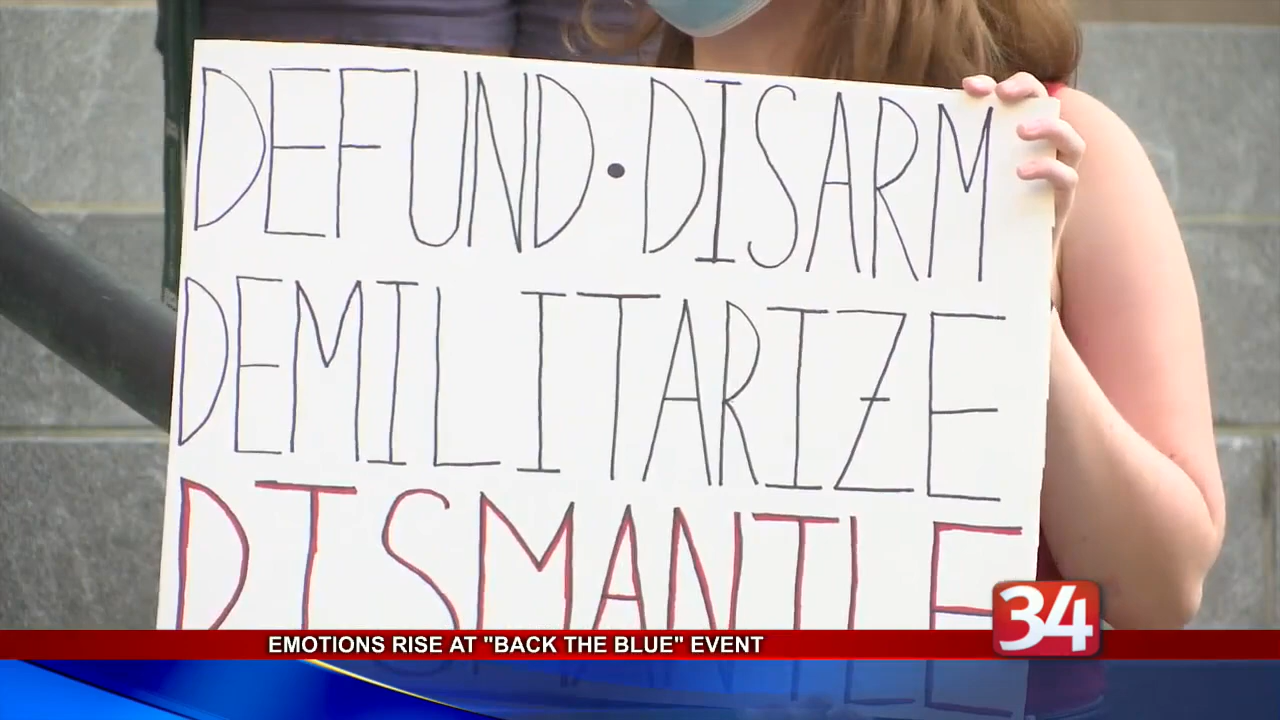 DEFUND • DISARM
DEMILITARIZE
DISMANTLE
34
EMOTIONS RISE AT "BACK THE BLUE" EVENT